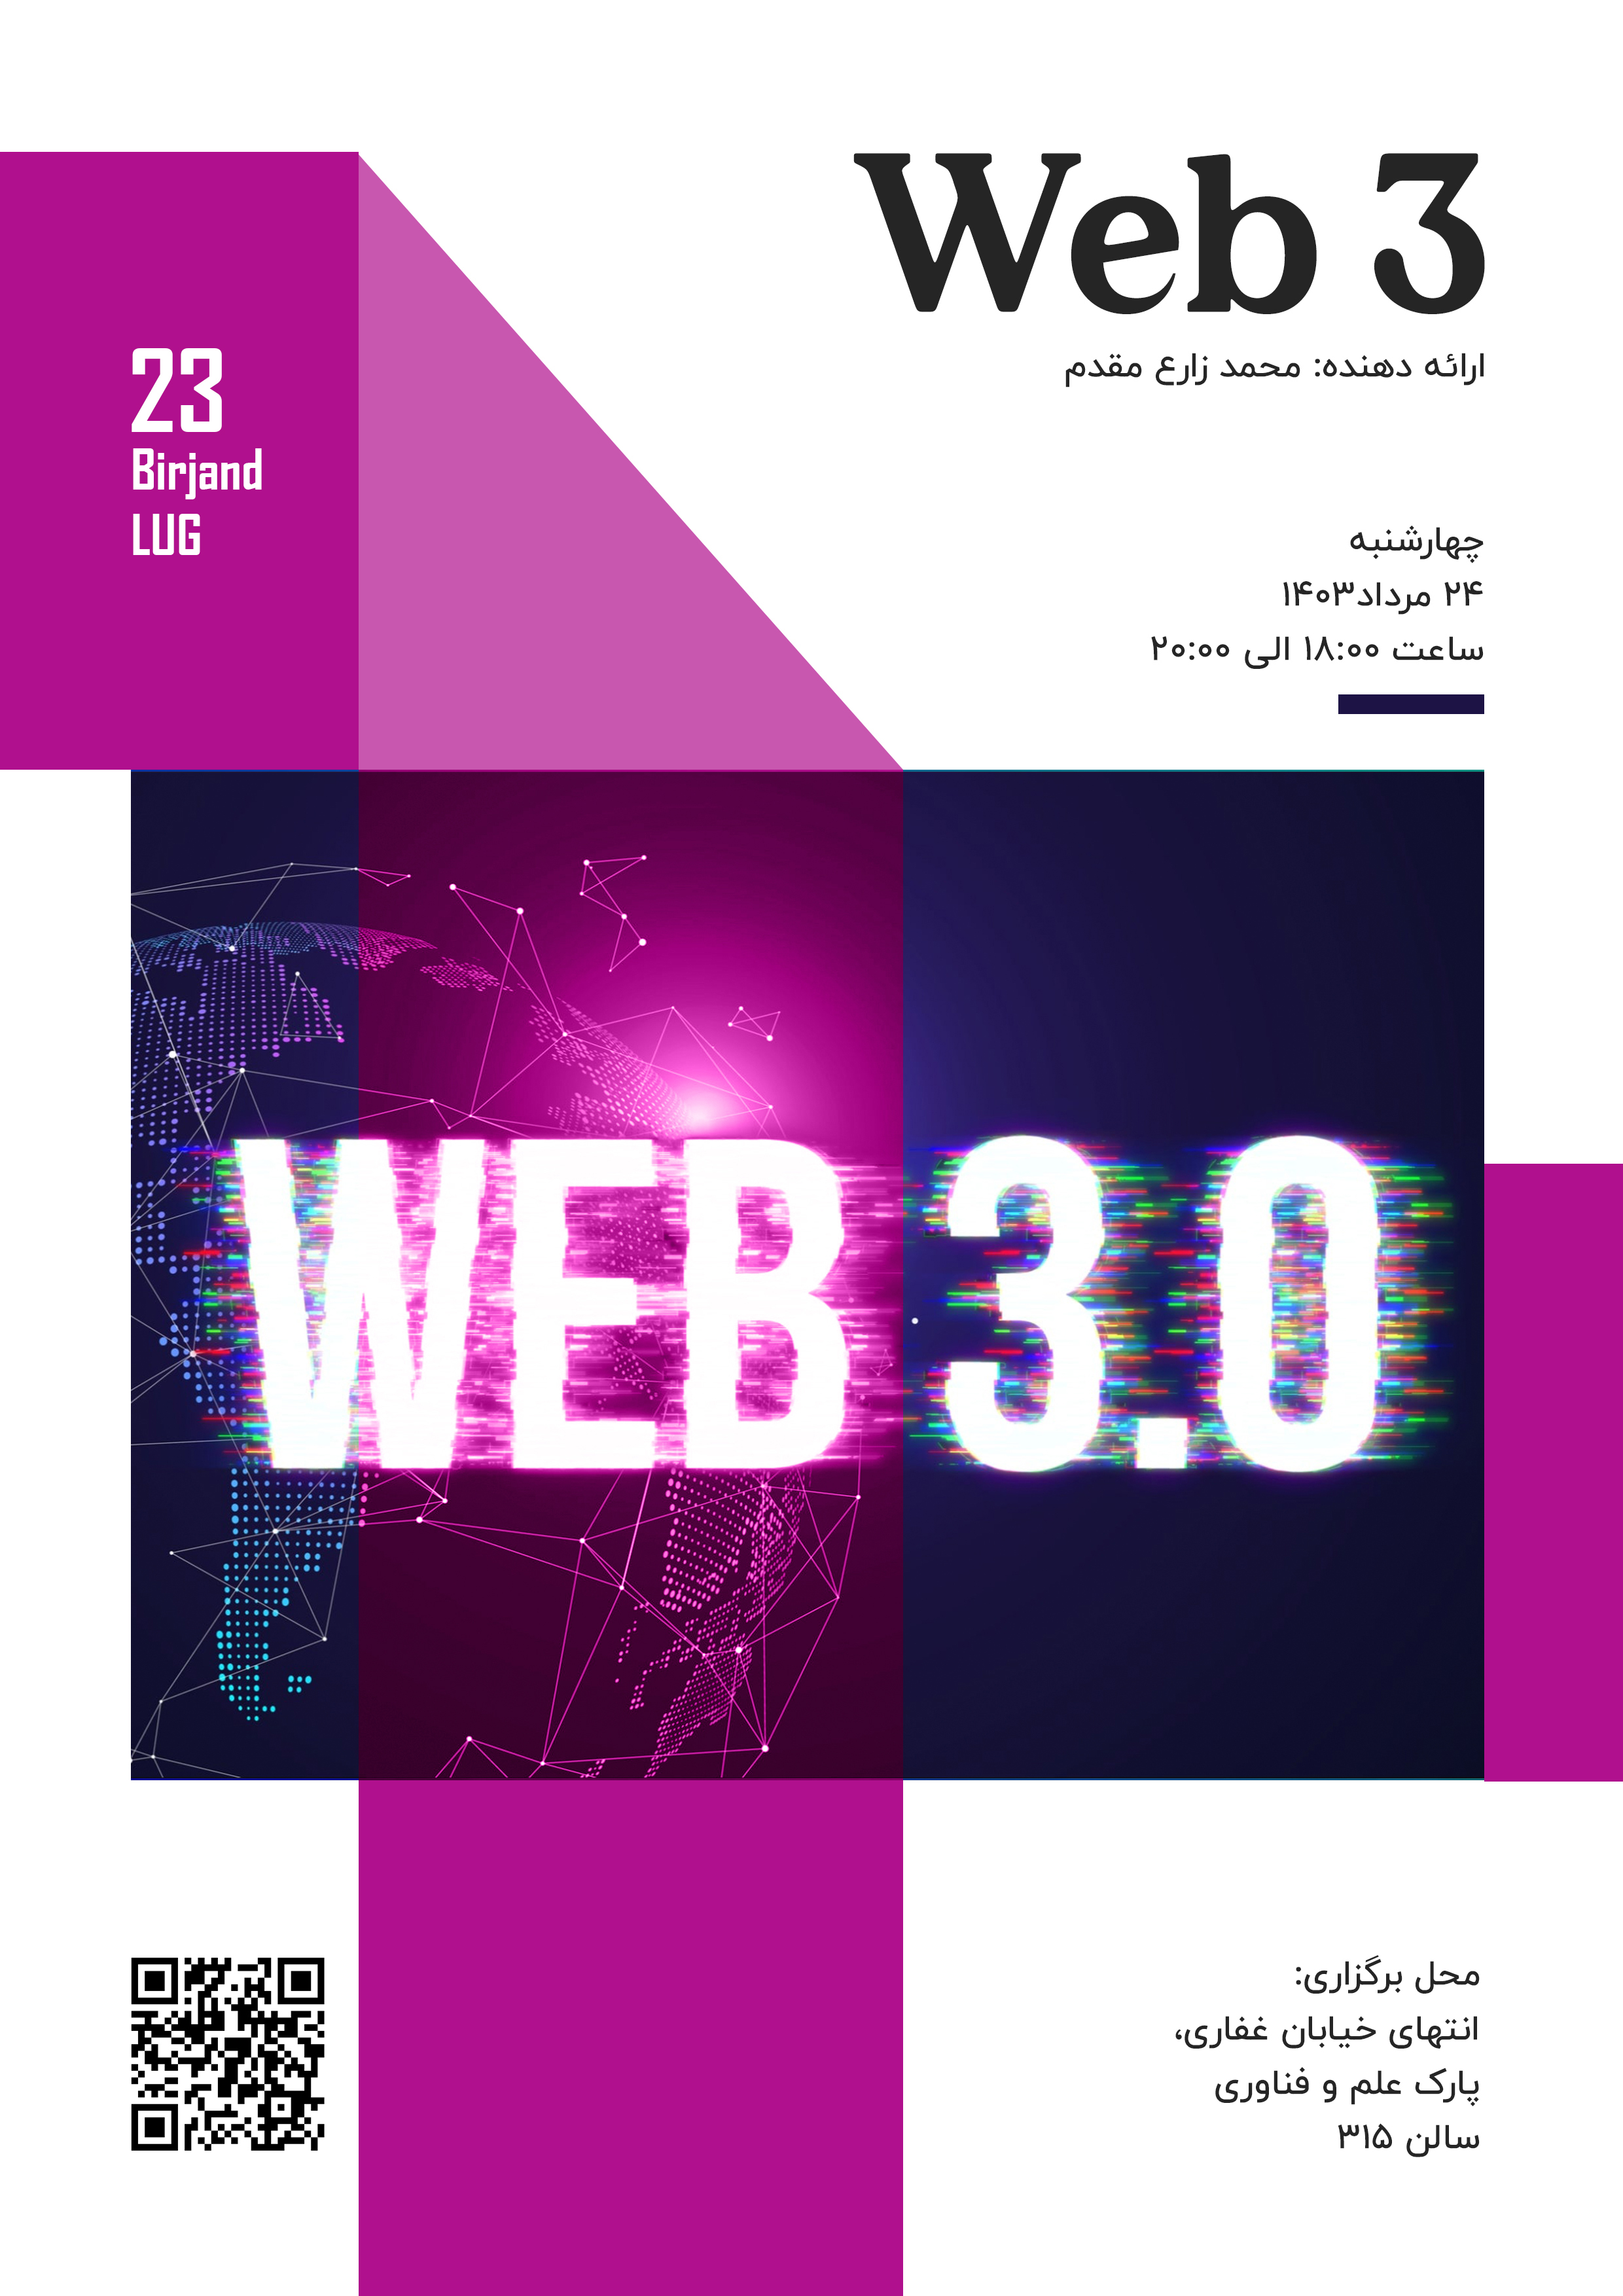 Web 3
ارائه دهنده: محمد زارع مقدم
23
Birjand
LUG
چهارشنبه
۲۴ مرداد۱۴۰۳
ساعت ۱۸:۰۰ الی ۲۰:۰۰
WEB 3.0
محل برگزاری:
انتهای خیابان غفاری،
پارک علم و فناوری
سالن ۳۱۵